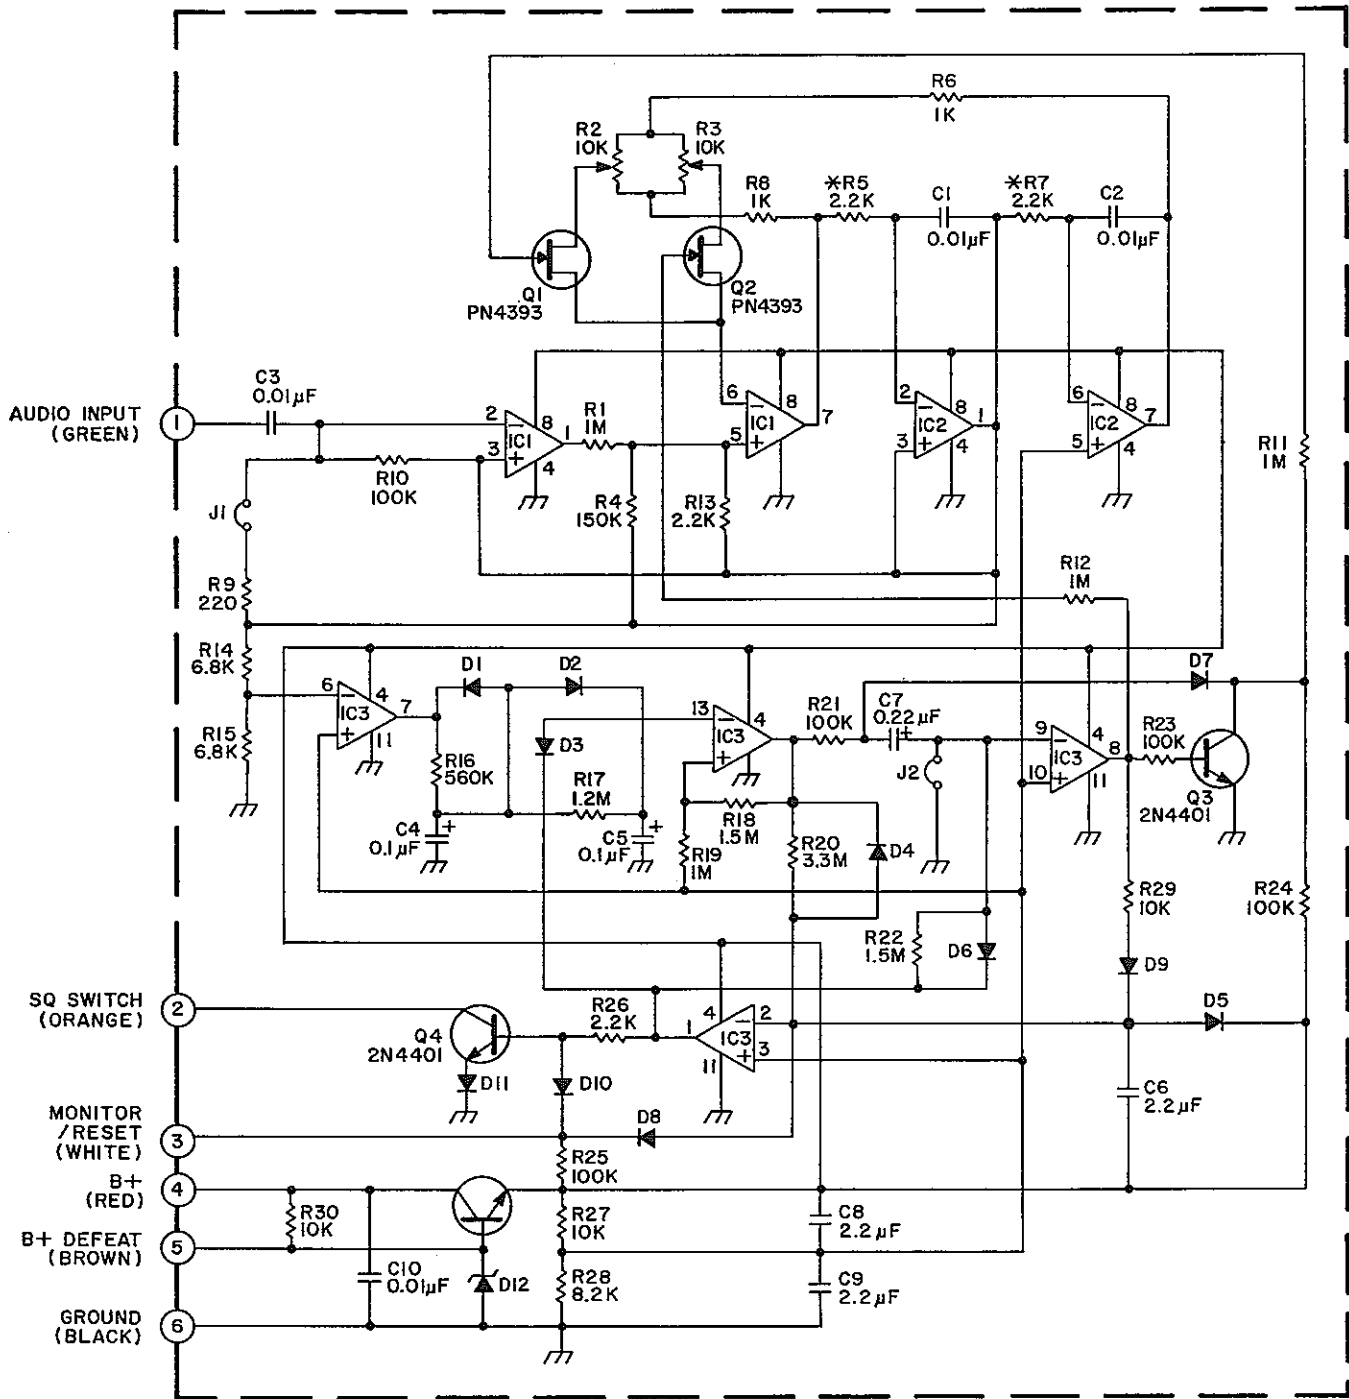 R6
1K
R2
10K
R3
10K
R8
1K
*R5
2.2K
C1
0.01µF
*R7
2.2K
C2
0.01µF
Q1
PN4393
Q2
PN4393
C3
0.01µF
AUDIO INPUT
(GREEN)
1
2
3
8
IC1
1
4
R1
1M
6
5
8
IC1
7
4
2
3
8
IC2
1
4
6
5
8
IC2
7
4
R11
1M
R10
100K
J1
R4
150K
R13
2.2K
R12
1M
R9
220
R14
6.8K
R15
6.8K
6
4
IC3
7
11
D1
D2
D3
R16
560K
R17
1.2M
C4
0.1µF
C5
0.1µF
13
4
IC3
R21
100K
C7
0.22µF
D7
J2
9
10
4
IC3
8
11
R23
100K
Q3
2N4401
R18
1.5M
R19
1M
R20
3.3M
D4
R29
10K
R24
100K
R22
1.5M
D6
D9
D5
SQ SWITCH
(ORANGE)
2
Q4
2N4401
R26
2.2K
4
1
IC3
2
3
11
D11
D10
C6
2.2µF
MONITOR
/RESET
(WHITE)
3
D8
R25
100K
B+
(RED)
4
R30
10K
R27
10K
C8
2.2µF
B+ DEFEAT
(BROWN)
5
C10
0.01µF
D12
R28
8.2K
C9
2.2µF
GROUND
(BLACK)
6